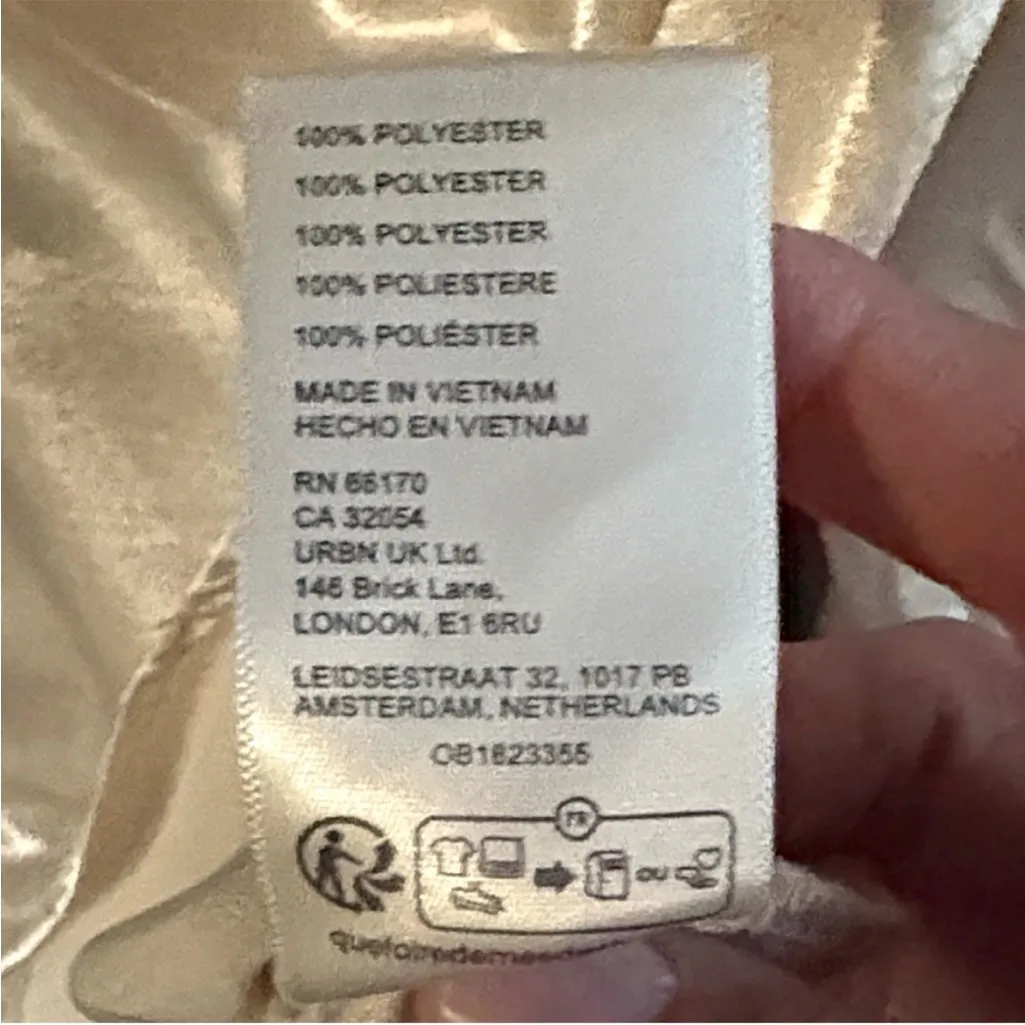 100% POLYESTER
100% POLYESTER
100% POLYESTER
100% POLIESTERE
100% POLIÉSTER
MADE IN VIETNAM
HECHO EN VIETNAM
RN 66170
CA 32054
URBN UK Ltd.
146 Brick Lane,
LONDON, E1 6RU
LEIDSESTRAAT 32, 1017 PB
AMSTERDAM, NETHERLANDS
OB1623355
FR
OU